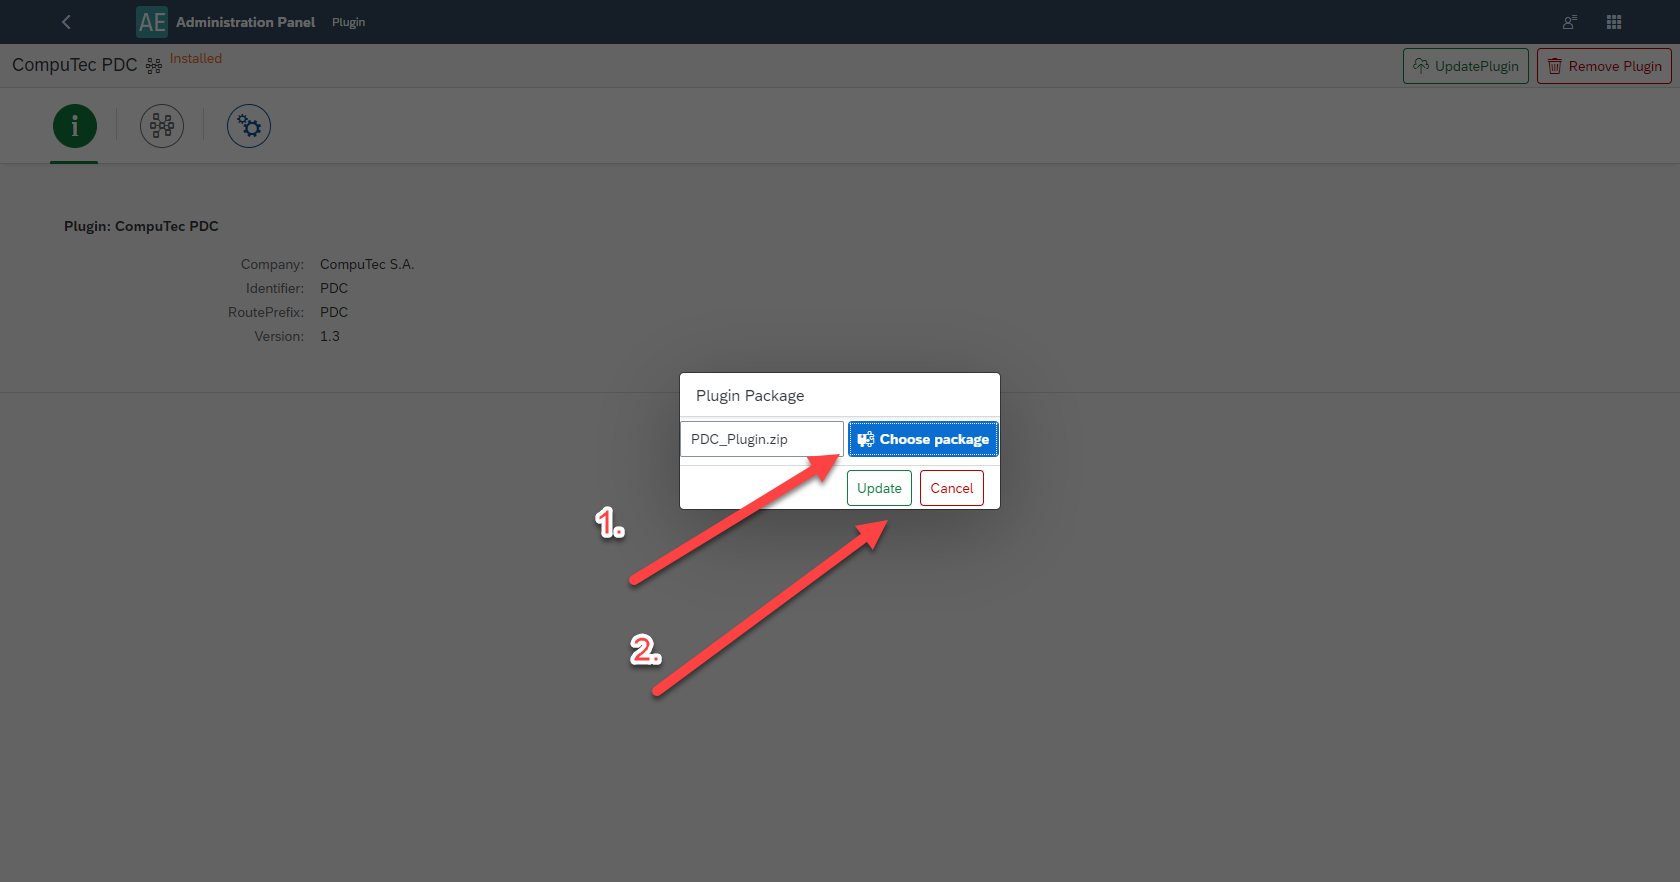 AE Administration Panel Plugin
CompuTec PDC Installed
UpdatePlugin Remove Plugin
Plugin: CompuTec PDC
Company: CompuTec S.A.
Identifier: PDC
RoutePrefix: PDC
Version: 1.3
Plugin Package
PDC_Plugin.zip Choose package
Update Cancel
1.
2.